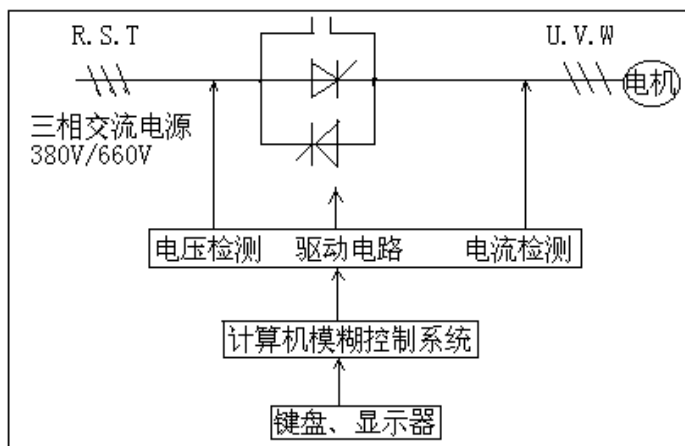 R.S.T
U.V.W
电机
三相交流电源
380V/660V
电压检测 驱动电路 电流检测
计算机模糊控制系统
键盘、显示器